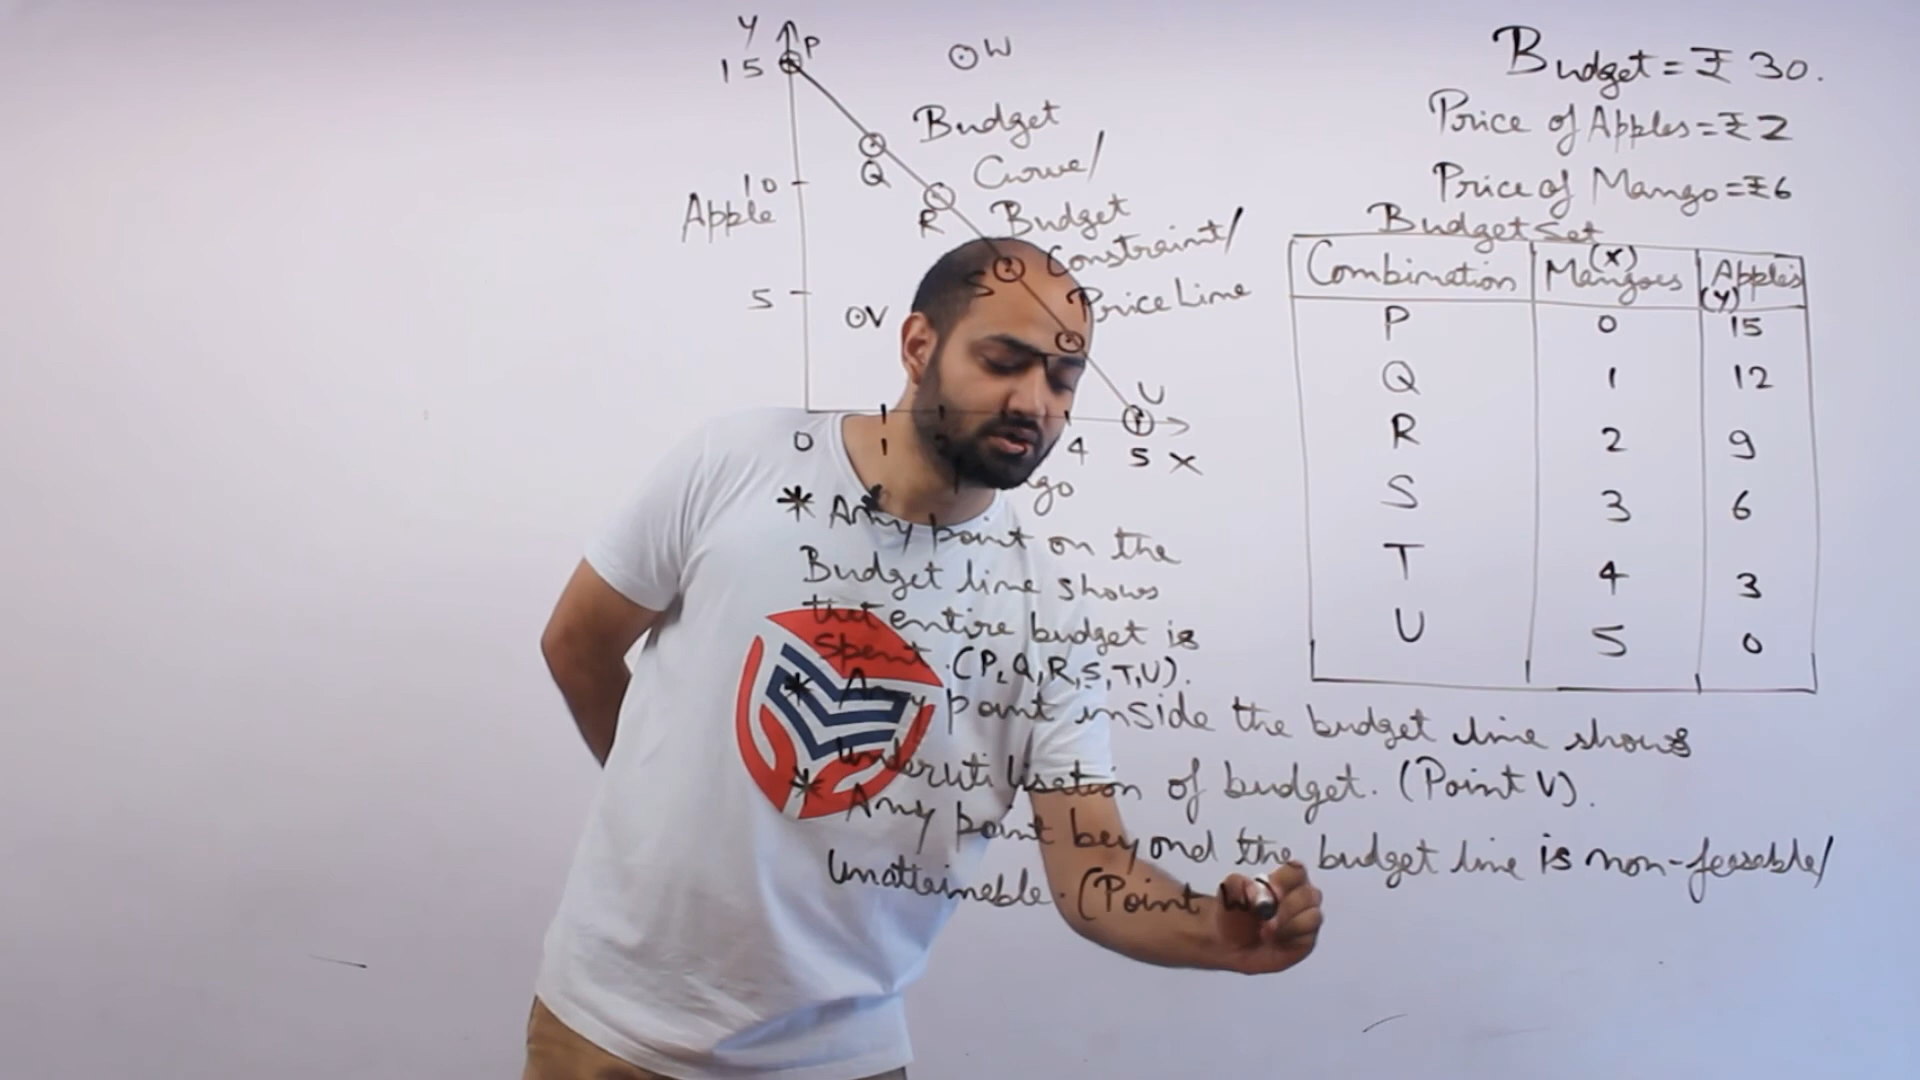 Y
P
15
W
Q
10
Apple
R
5
S
V
U
0 1 4 5 X
Budget
Curve/
Budget
Constraint/
Price Line
Budget = ₹ 30.
Price of Apples = ₹ 2
Price of Mango = ₹ 6
Budget Set
Combination Mangoes (X) Apples (Y)
P 0 15
Q 1 12
R 2 9
S 3 6
T 4 3
U 5 0
* Any point on the
Budget line shows
that entire budget is
spent. (P, Q, R, S, T, U).
* Any point inside the budget line shows
underutilisation of budget. (Point V).
* Any point beyond the budget line is non-feasable/
Unattainable. (Point W)